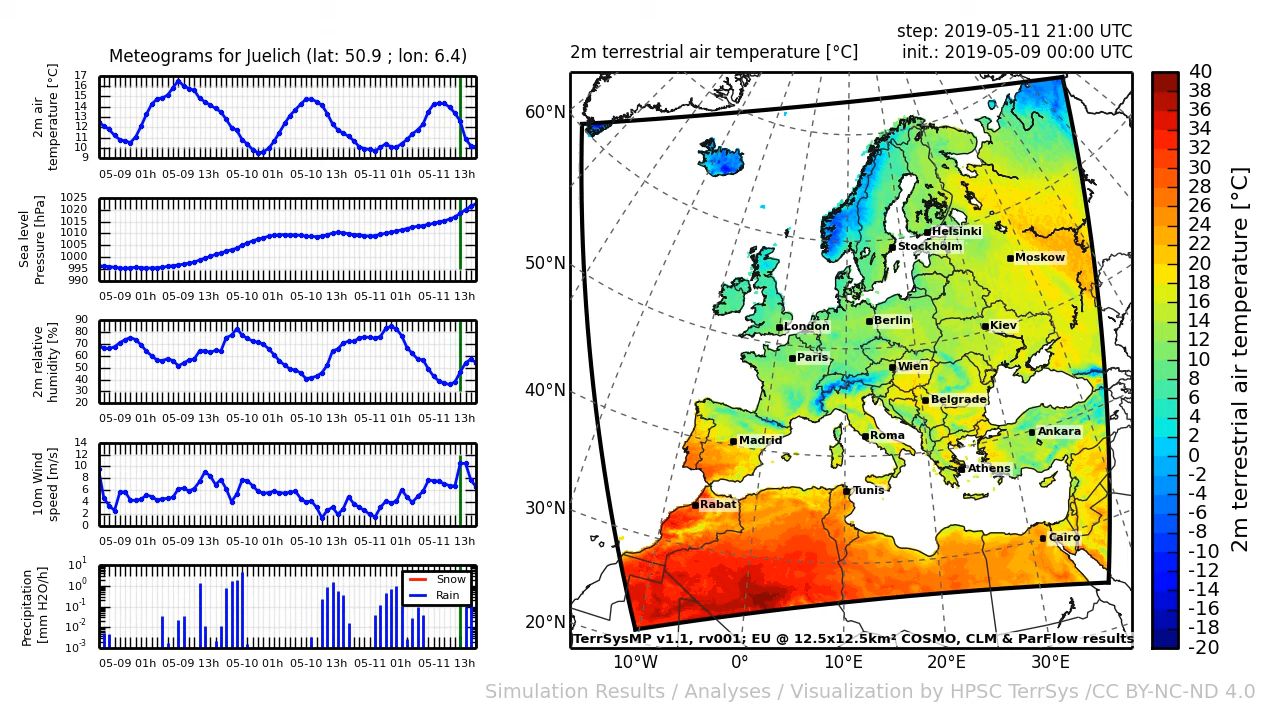 step: 2019-05-11 21:00 UTC
Meteograms for Juelich (lat: 50.9 ; lon: 6.4)
2m terrestrial air temperature [°C]
init.: 2019-05-09 00:00 UTC
2m air
temperature [°C]
17
16
15
14
13
12
11
10
9
05-09 01h 05-09 13h 05-10 01h 05-10 13h 05-11 01h 05-11 13h
Sea level
Pressure [hPa]
1025
1020
1015
1010
1005
1000
995
990
05-09 01h 05-09 13h 05-10 01h 05-10 13h 05-11 01h 05-11 13h
2m relative
humidity [%]
90
80
70
60
50
40
30
20
05-09 01h 05-09 13h 05-10 01h 05-10 13h 05-11 01h 05-11 13h
10m Wind
speed [m/s]
14
12
10
8
6
4
2
0
05-09 01h 05-09 13h 05-10 01h 05-10 13h 05-11 01h 05-11 13h
Precipitation
[mm H2O/h]
10^1
10^0
10^-1
10^-2
10^-3
Snow
Rain
05-09 01h 05-09 13h 05-10 01h 05-10 13h 05-11 01h 05-11 13h
60°N
50°N
40°N
30°N
20°N
Helsinki
Stockholm
Moskow
London
Berlin
Kiev
Paris
Wien
Belgrade
Madrid
Roma
Ankara
Athens
Tunis
Rabat
Cairo
TerrSysMP v1.1, rv001; EU @ 12.5x12.5km² COSMO, CLM & ParFlow results
10°W 0° 10°E 20°E 30°E
40
38
36
34
32
30
28
26
24
22
20
18
16
14
12
10
8
6
4
2
0
-2
-4
-6
-8
-10
-12
-14
-16
-18
-20
2m terrestrial air temperature [°C]
Simulation Results / Analyses / Visualization by HPSC TerrSys /CC BY-NC-ND 4.0